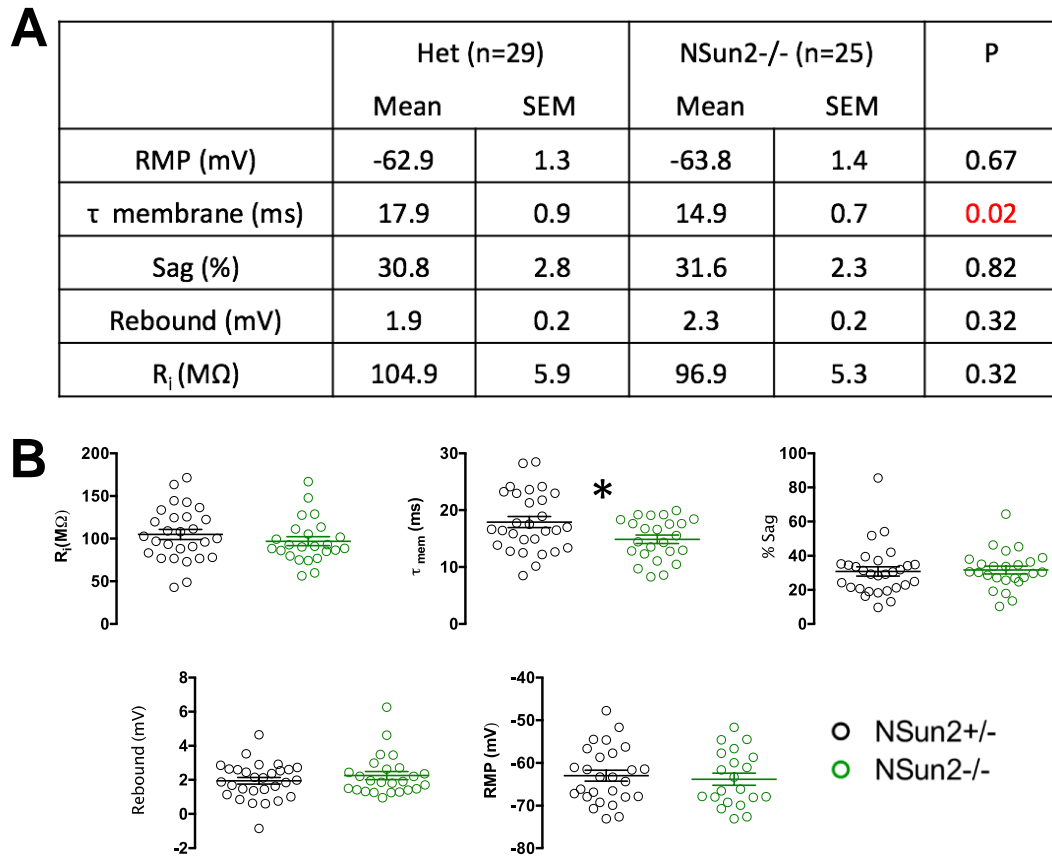 A
Het (n=29) NSun2-/- (n=25) P
Mean SEM Mean SEM
RMP (mV) -62.9 1.3 -63.8 1.4 0.67
τ membrane (ms) 17.9 0.9 14.9 0.7 0.02
Sag (%) 30.8 2.8 31.6 2.3 0.82
Rebound (mV) 1.9 0.2 2.3 0.2 0.32
Ri (MΩ) 104.9 5.9 96.9 5.3 0.32
B
Ri(MΩ)
200
150
100
50
0
τ mem (ms)
30
20
10
0
*
% Sag
100
80
60
40
20
0
Rebound (mV)
8
6
4
2
0
-2
RMP (mV)
-40
-50
-60
-70
-80
NSun2+/-
NSun2-/-